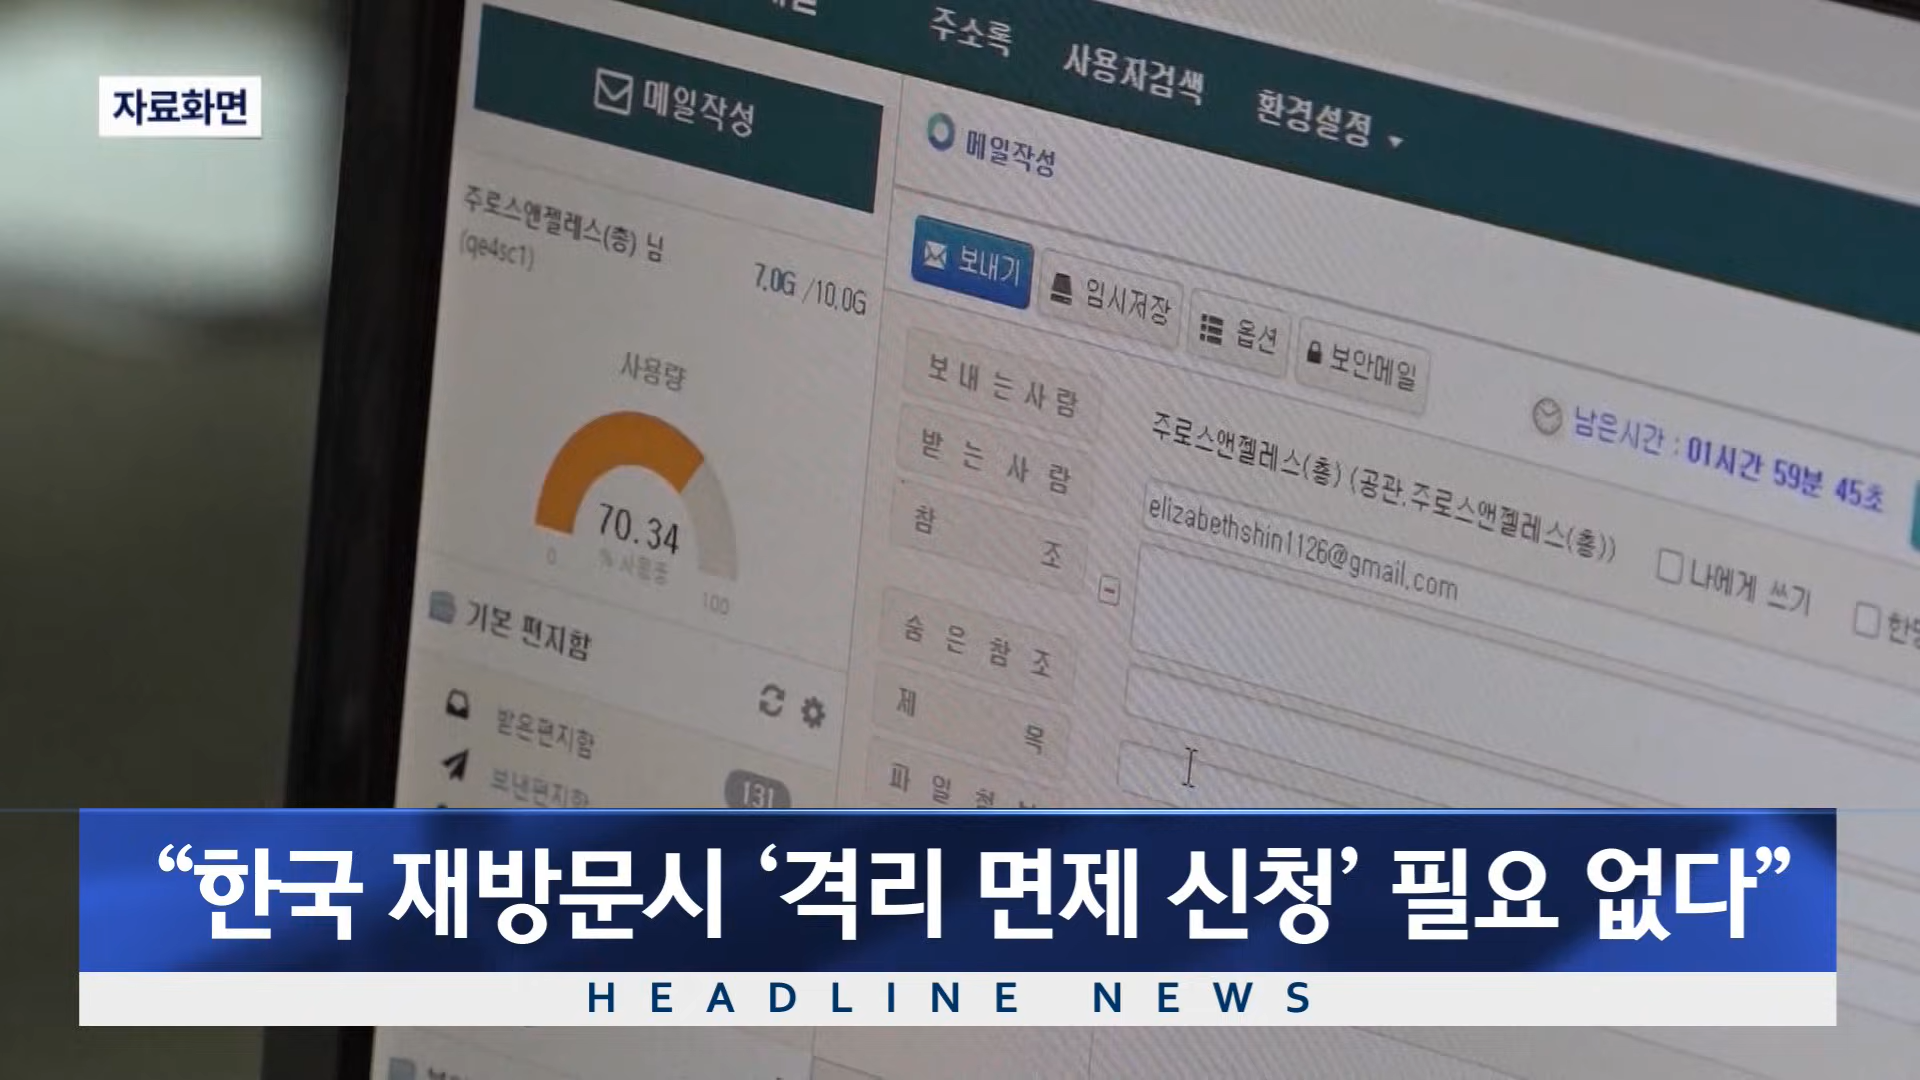 자료화면
주소록
사용자검색
환경설정
메일작성
메일작성
주로스앤젤레스(총) 님
(qe4sc1)
7.0G /10.0G
사용량
70.34
% 사용중
0
100
기본 편지함
받은편지함
보낸편지함
131
보내기
임시저장
옵션
보안메일
남은시간 : 01시간 59분 45초
보내는사람
주로스앤젤레스(총) (공관.주로스앤젤레스(총))
나에게 쓰기
받는사람
elizabethshin1126@gmail.com
참조
숨은참조
제목
“한국 재방문시 ‘격리 면제 신청’ 필요 없다”
HEADLINE NEWS